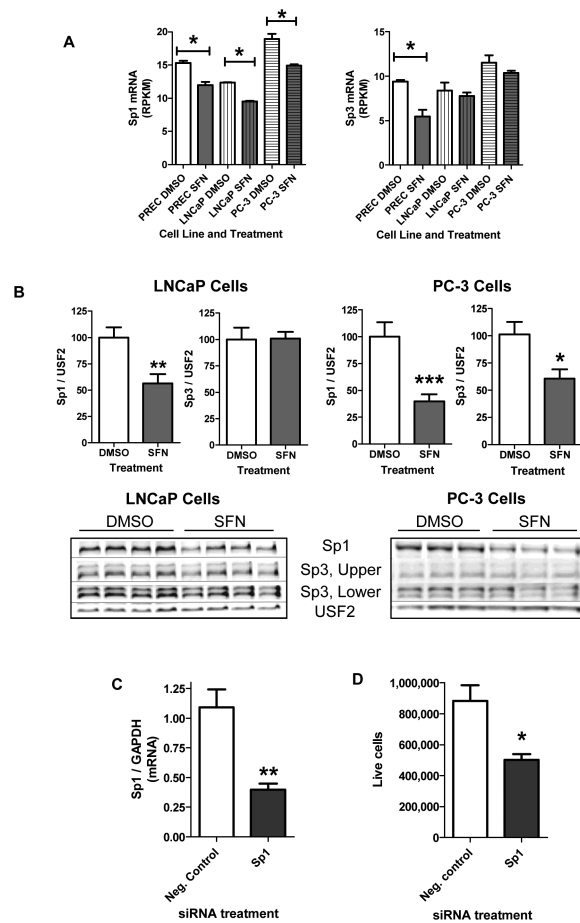 A
Sp1 mRNA
(RPKM)
20
15
10
5
0
*
*
*
PREC DMSO
PREC SFN
LNCaP DMSO
LNCaP SFN
PC-3 DMSO
PC-3 SFN
Cell Line and Treatment
Sp3 mRNA
(RPKM)
15
10
5
0
*
PREC DMSO
PREC SFN
LNCaP DMSO
LNCaP SFN
PC-3 DMSO
PC-3 SFN
Cell Line and Treatment
B
LNCaP Cells
PC-3 Cells
Sp1 / USF2
125
100
75
50
25
0
**
DMSO
SFN
Treatment
Sp3 / USF2
125
100
75
50
25
0
DMSO
SFN
Treatment
Sp1 / USF2
125
100
75
50
25
0
***
DMSO
SFN
Treatment
Sp3 / USF2
125
100
75
50
25
0
*
DMSO
SFN
Treatment
LNCaP Cells
DMSO SFN
PC-3 Cells
DMSO SFN
Sp1
Sp3, Upper
Sp3, Lower
USF2
C
Sp1 / GAPDH
(mRNA)
1.25
1.00
0.75
0.50
0.25
0.00
**
Neg. Control
Sp1
siRNA treatment
D
Live cells
1,000,000
800,000
600,000
400,000
200,000
0
*
Neg. Control
Sp1
siRNA treatment